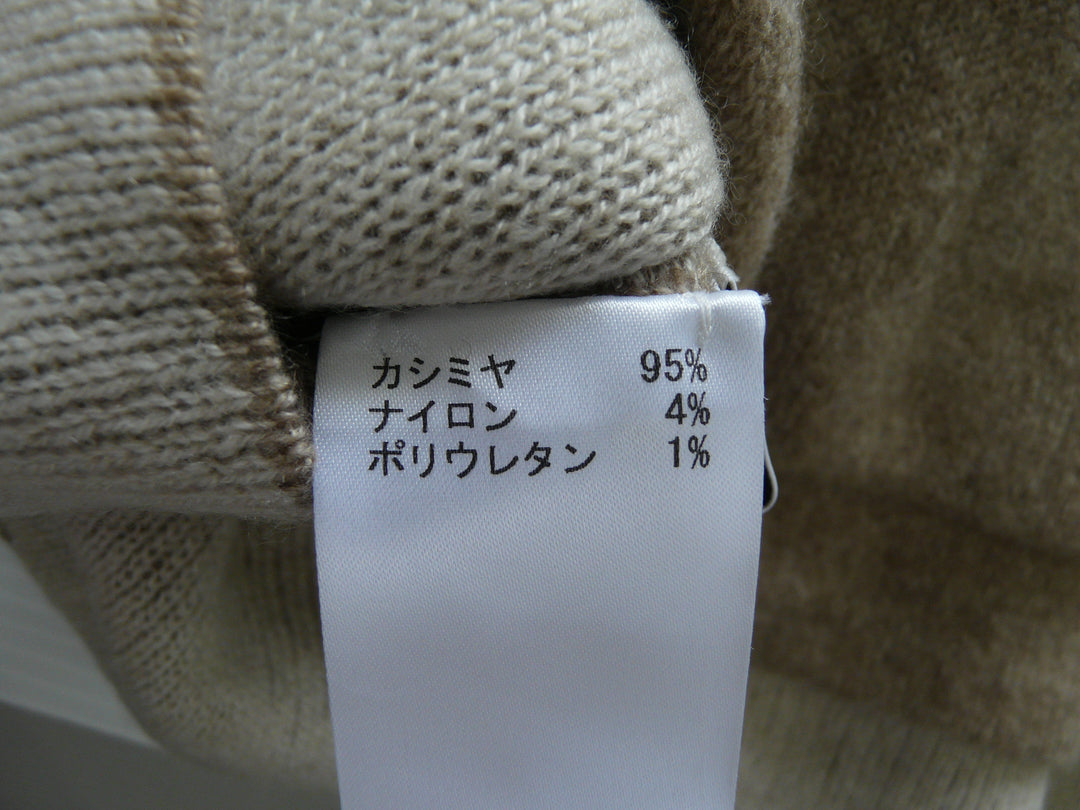 カシミヤ 95%
ナイロン 4%
ポリウレタン 1%